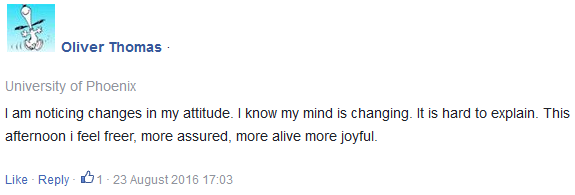 Oliver Thomas ·
University of Phoenix
I am noticing changes in my attitude. I know my mind is changing. It is hard to explain. This
afternoon i feel freer, more assured, more alive more joyful.
Like · Reply · 1 · 23 August 2016 17:03